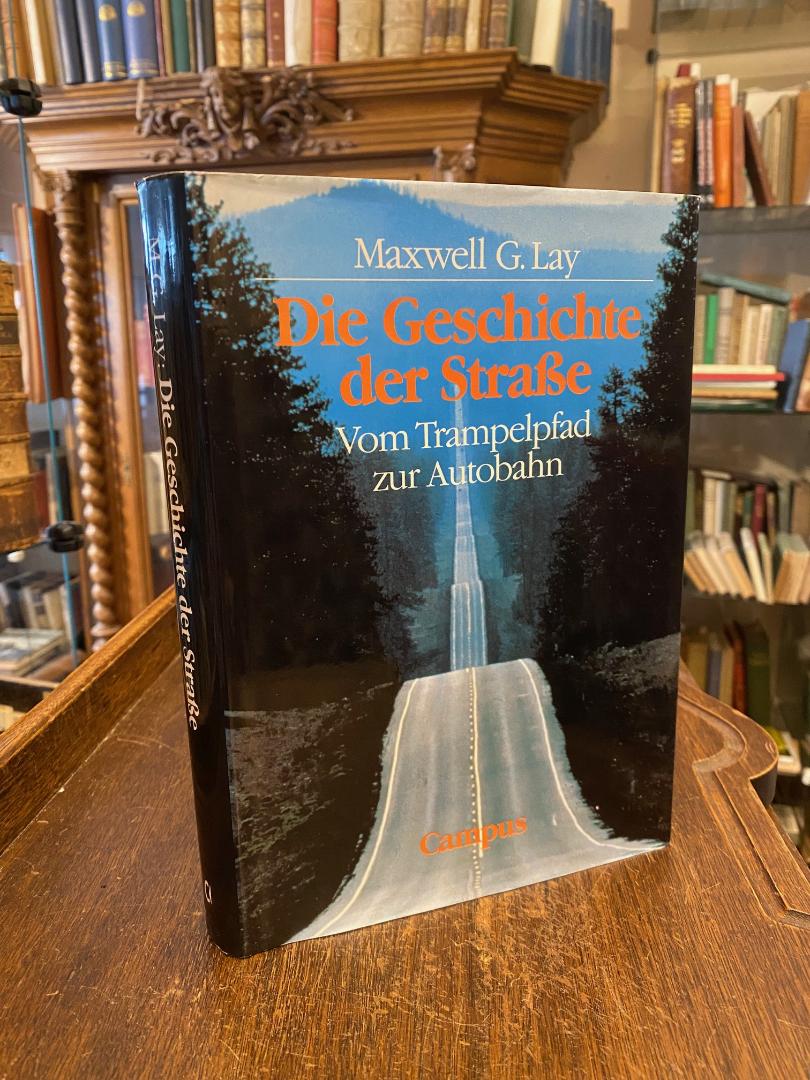 Maxwell G. Lay
Die Geschichte
der Straße
Vom Trampelpfad
zur Autobahn
Campus
M. G. Lay: Die Geschichte der Straße